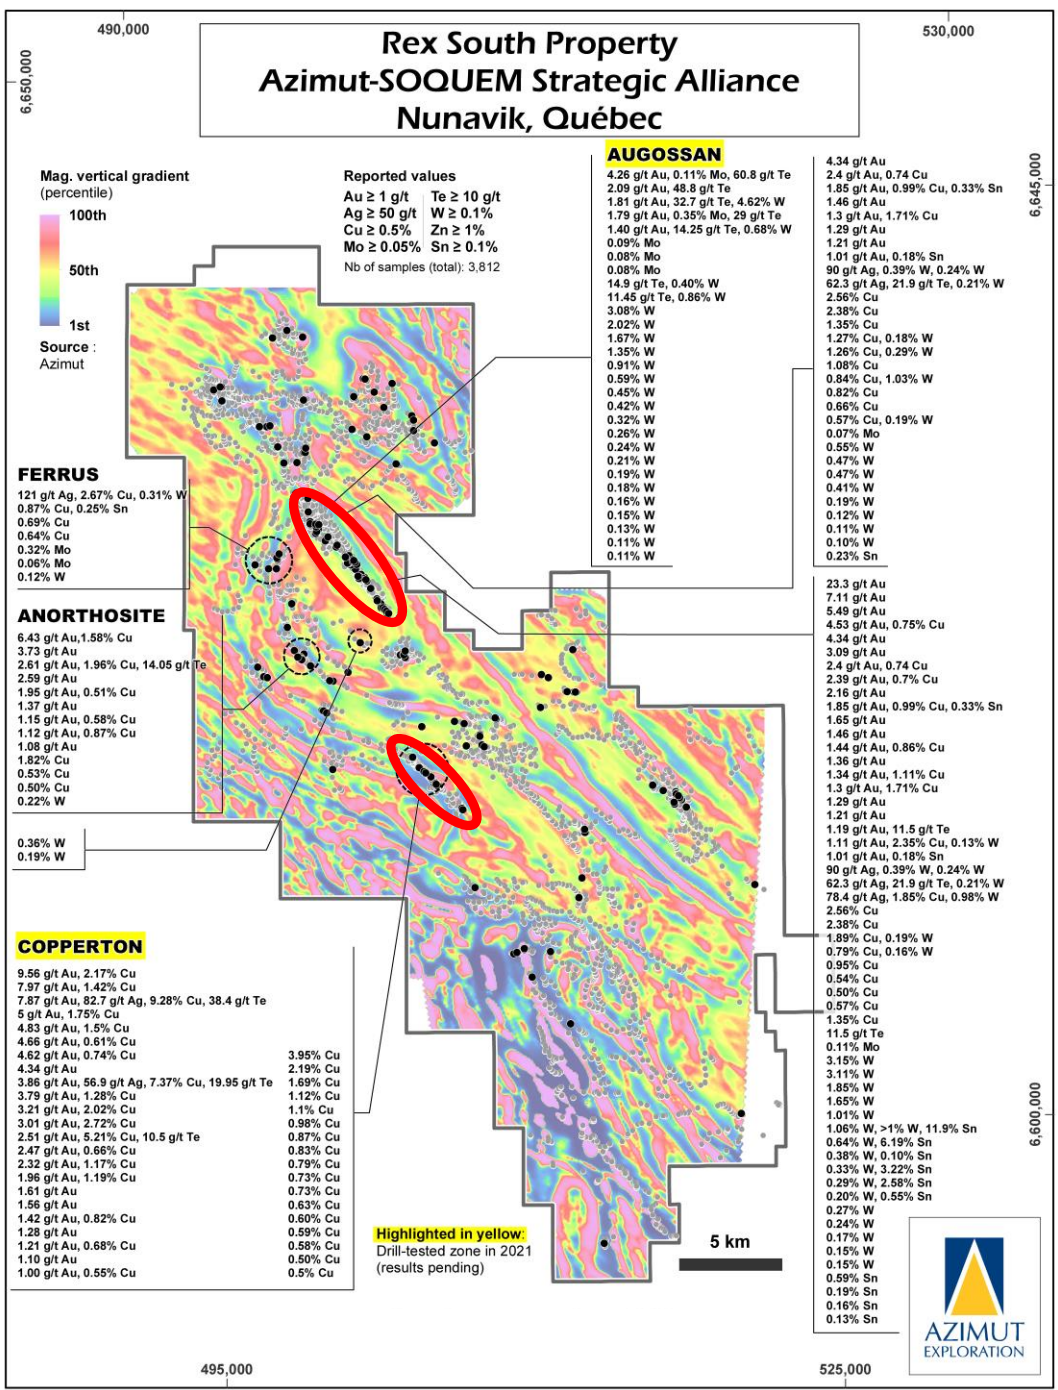 490,000
530,000
6,650,000
Rex South Property
Azimut-SOQUEM Strategic Alliance
Nunavik, Québec
6,645,000
Mag. vertical gradient
(percentile)
100th
50th
1st
Source :
Azimut
Reported values
Au ≥ 1 g/t
Te ≥ 10 g/t
Ag ≥ 50 g/t
W ≥ 0.1%
Cu ≥ 0.5%
Zn ≥ 1%
Mo ≥ 0.05%
Sn ≥ 0.1%
Nb of samples (total): 3,812
AUGOSSAN
4.26 g/t Au, 0.11% Mo, 60.8 g/t Te
2.09 g/t Au, 48.8 g/t Te
1.81 g/t Au, 32.7 g/t Te, 4.62% W
1.79 g/t Au, 0.35% Mo, 29 g/t Te
1.40 g/t Au, 14.25 g/t Te, 0.68% W
0.09% Mo
0.08% Mo
0.08% Mo
14.9 g/t Te, 0.40% W
11.45 g/t Te, 0.86% W
3.08% W
2.02% W
1.67% W
1.35% W
0.91% W
0.59% W
0.45% W
0.42% W
0.32% W
0.26% W
0.24% W
0.21% W
0.19% W
0.18% W
0.16% W
0.15% W
0.13% W
0.11% W
0.11% W
4.34 g/t Au
2.4 g/t Au, 0.74 Cu
1.85 g/t Au, 0.99% Cu, 0.33% Sn
1.46 g/t Au
1.3 g/t Au, 1.71% Cu
1.29 g/t Au
1.21 g/t Au
1.01 g/t Au, 0.18% Sn
90 g/t Ag, 0.39% W, 0.24% W
62.3 g/t Ag, 21.9 g/t Te, 0.21% W
2.56% Cu
2.38% Cu
1.35% Cu
1.27% Cu, 0.18% W
1.26% Cu, 0.29% W
1.08% Cu
0.84% Cu, 1.03% W
0.82% Cu
0.66% Cu
0.57% Cu, 0.19% W
0.07% Mo
0.55% W
0.47% W
0.47% W
0.41% W
0.19% W
0.12% W
0.11% W
0.10% W
0.23% Sn
FERRUS
121 g/t Ag, 2.67% Cu, 0.31% W
0.87% Cu, 0.25% Sn
0.69% Cu
0.64% Cu
0.32% Mo
0.06% Mo
0.12% W
ANORTHOSITE
6.43 g/t Au,1.58% Cu
3.73 g/t Au
2.61 g/t Au, 1.96% Cu, 14.05 g/t Te
2.59 g/t Au
1.95 g/t Au, 0.51% Cu
1.37 g/t Au
1.15 g/t Au, 0.58% Cu
1.12 g/t Au, 0.87% Cu
1.08 g/t Au
1.82% Cu
0.53% Cu
0.50% Cu
0.22% W
0.36% W
0.19% W
23.3 g/t Au
7.11 g/t Au
5.49 g/t Au
4.53 g/t Au, 0.75% Cu
4.34 g/t Au
3.09 g/t Au
2.4 g/t Au, 0.74 Cu
2.39 g/t Au, 0.7% Cu
2.16 g/t Au
1.85 g/t Au, 0.99% Cu, 0.33% Sn
1.65 g/t Au
1.46 g/t Au
1.44 g/t Au, 0.86% Cu
1.36 g/t Au
1.34 g/t Au, 1.11% Cu
1.3 g/t Au, 1.71% Cu
1.29 g/t Au
1.21 g/t Au
1.19 g/t Au, 11.5 g/t Te
1.11 g/t Au, 2.35% Cu, 0.13% W
1.01 g/t Au, 0.18% Sn
90 g/t Ag, 0.39% W, 0.24% W
62.3 g/t Ag, 21.9 g/t Te, 0.21% W
78.4 g/t Ag, 1.85% Cu, 0.98% W
2.56% Cu
2.38% Cu
1.89% Cu, 0.19% W
0.79% Cu, 0.16% W
0.95% Cu
0.54% Cu
0.50% Cu
0.57% Cu
1.35% Cu
11.5 g/t Te
0.11% Mo
3.15% W
3.11% W
1.85% W
1.65% W
1.01% W
1.06% W, >1% W, 11.9% Sn
0.64% W, 6.19% Sn
0.38% W, 0.10% Sn
0.33% W, 3.22% Sn
0.29% W, 2.58% Sn
0.20% W, 0.55% Sn
0.27% W
0.24% W
0.17% W
0.15% W
0.15% W
0.59% Sn
0.19% Sn
0.16% Sn
0.13% Sn
COPPERTON
9.56 g/t Au, 2.17% Cu
7.97 g/t Au, 1.42% Cu
7.87 g/t Au, 82.7 g/t Ag, 9.28% Cu, 38.4 g/t Te
5 g/t Au, 1.75% Cu
4.83 g/t Au, 1.5% Cu
4.66 g/t Au, 0.61% Cu
4.62 g/t Au, 0.74% Cu
4.34 g/t Au
3.86 g/t Au, 56.9 g/t Ag, 7.37% Cu, 19.95 g/t Te
3.79 g/t Au, 1.28% Cu
3.21 g/t Au, 2.02% Cu
3.01 g/t Au, 2.72% Cu
2.51 g/t Au, 5.21% Cu, 10.5 g/t Te
2.47 g/t Au, 0.66% Cu
2.32 g/t Au, 1.17% Cu
1.96 g/t Au, 1.19% Cu
1.61 g/t Au
1.56 g/t Au
1.42 g/t Au, 0.82% Cu
1.28 g/t Au
1.21 g/t Au, 0.68% Cu
1.10 g/t Au
1.00 g/t Au, 0.55% Cu
3.95% Cu
2.19% Cu
1.69% Cu
1.12% Cu
1.1% Cu
0.98% Cu
0.87% Cu
0.83% Cu
0.79% Cu
0.73% Cu
0.73% Cu
0.63% Cu
0.60% Cu
0.59% Cu
0.58% Cu
0.50% Cu
0.5% Cu
Highlighted in yellow:
Drill-tested zone in 2021
(results pending)
5 km
6,600,000
AZIMUT
EXPLORATION
495,000
525,000